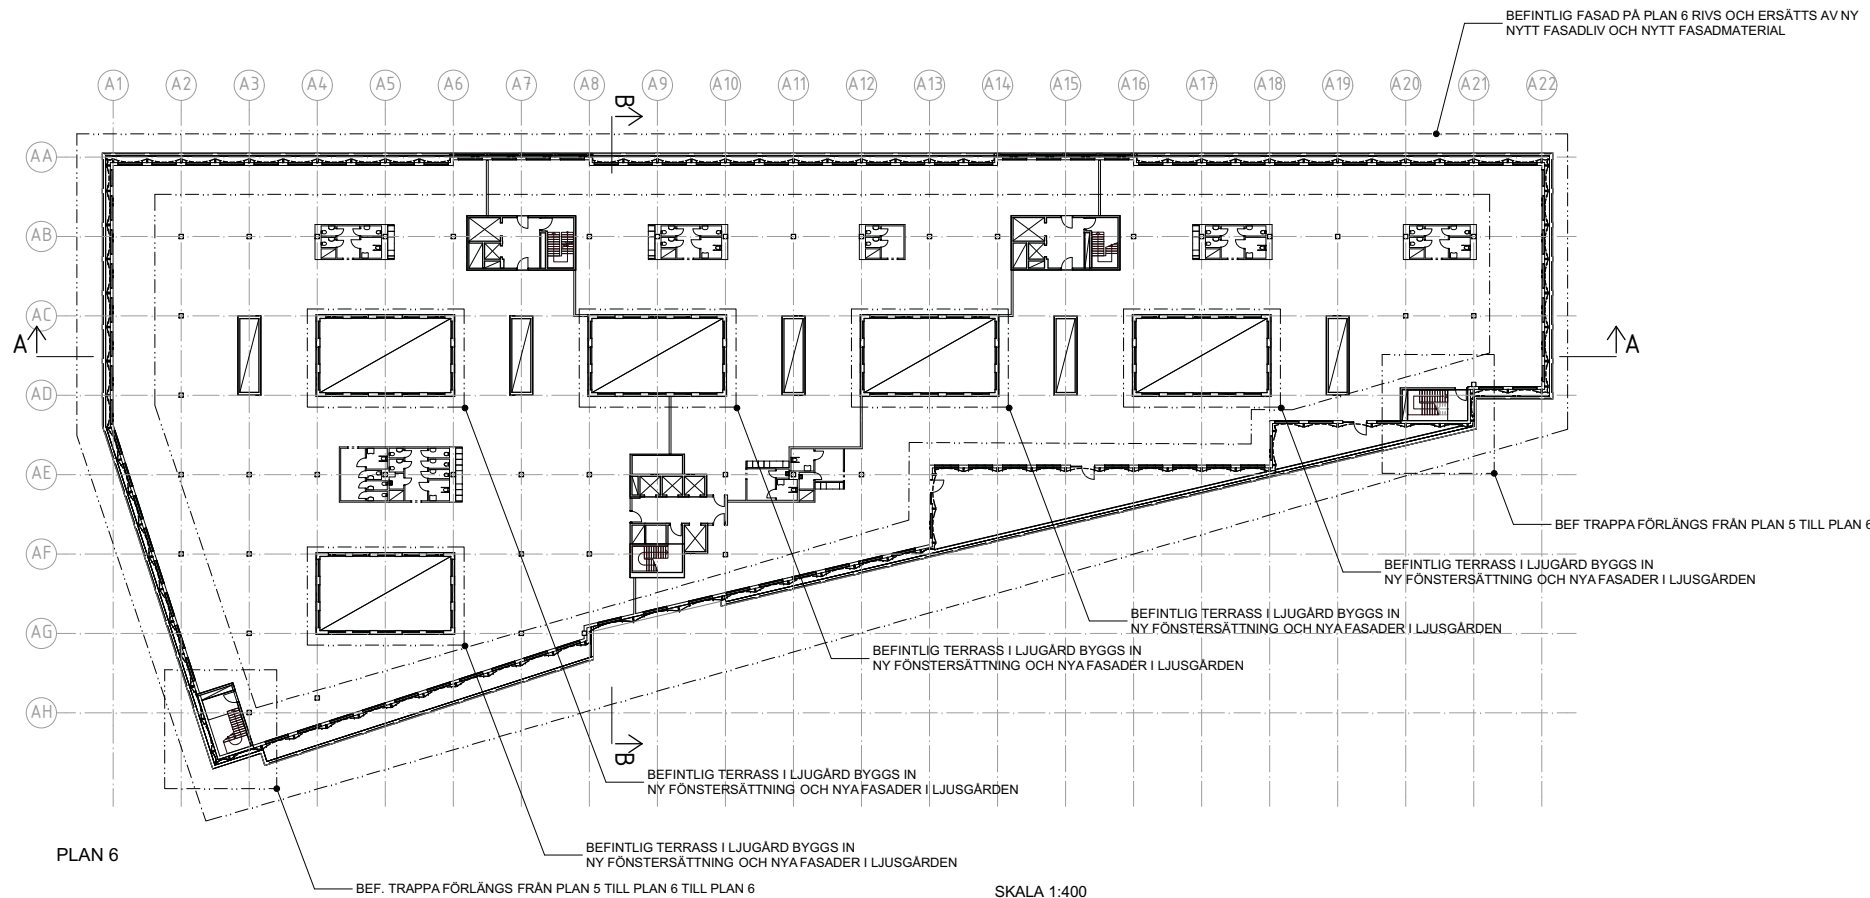 BEFINTLIG FASAD PÅ PLAN 6 RIVS OCH ERSÄTTS AV NY
NYTT FASADLIV OCH NYTT FASADMATERIAL
A1 A2 A3 A4 A5 A6 A7 A8 A9 A10 A11 A12 A13 A14 A15 A16 A17 A18 A19 A20 A21 A22
B
AA
AB
AC
A A
AD
AE
BEF TRAPPA FÖRLÄNGS FRÅN PLAN 5 TILL PLAN 6
AF
BEFINTLIG TERRASS I LJUGÅRD BYGGS IN
NY FÖNSTERSÄTTNING OCH NYA FASADER I LJUSGÅRDEN
BEFINTLIG TERRASS I LJUGÅRD BYGGS IN
NY FÖNSTERSÄTTNING OCH NYA FASADER I LJUSGÅRDEN
AG
BEFINTLIG TERRASS I LJUGÅRD BYGGS IN
NY FÖNSTERSÄTTNING OCH NYA FASADER I LJUSGÅRDEN
AH
B
BEFINTLIG TERRASS I LJUGÅRD BYGGS IN
NY FÖNSTERSÄTTNING OCH NYA FASADER I LJUSGÅRDEN
BEFINTLIG TERRASS I LJUGÅRD BYGGS IN
NY FÖNSTERSÄTTNING OCH NYA FASADER I LJUSGÅRDEN
PLAN 6
BEF. TRAPPA FÖRLÄNGS FRÅN PLAN 5 TILL PLAN 6 TILL PLAN 6
SKALA 1:400